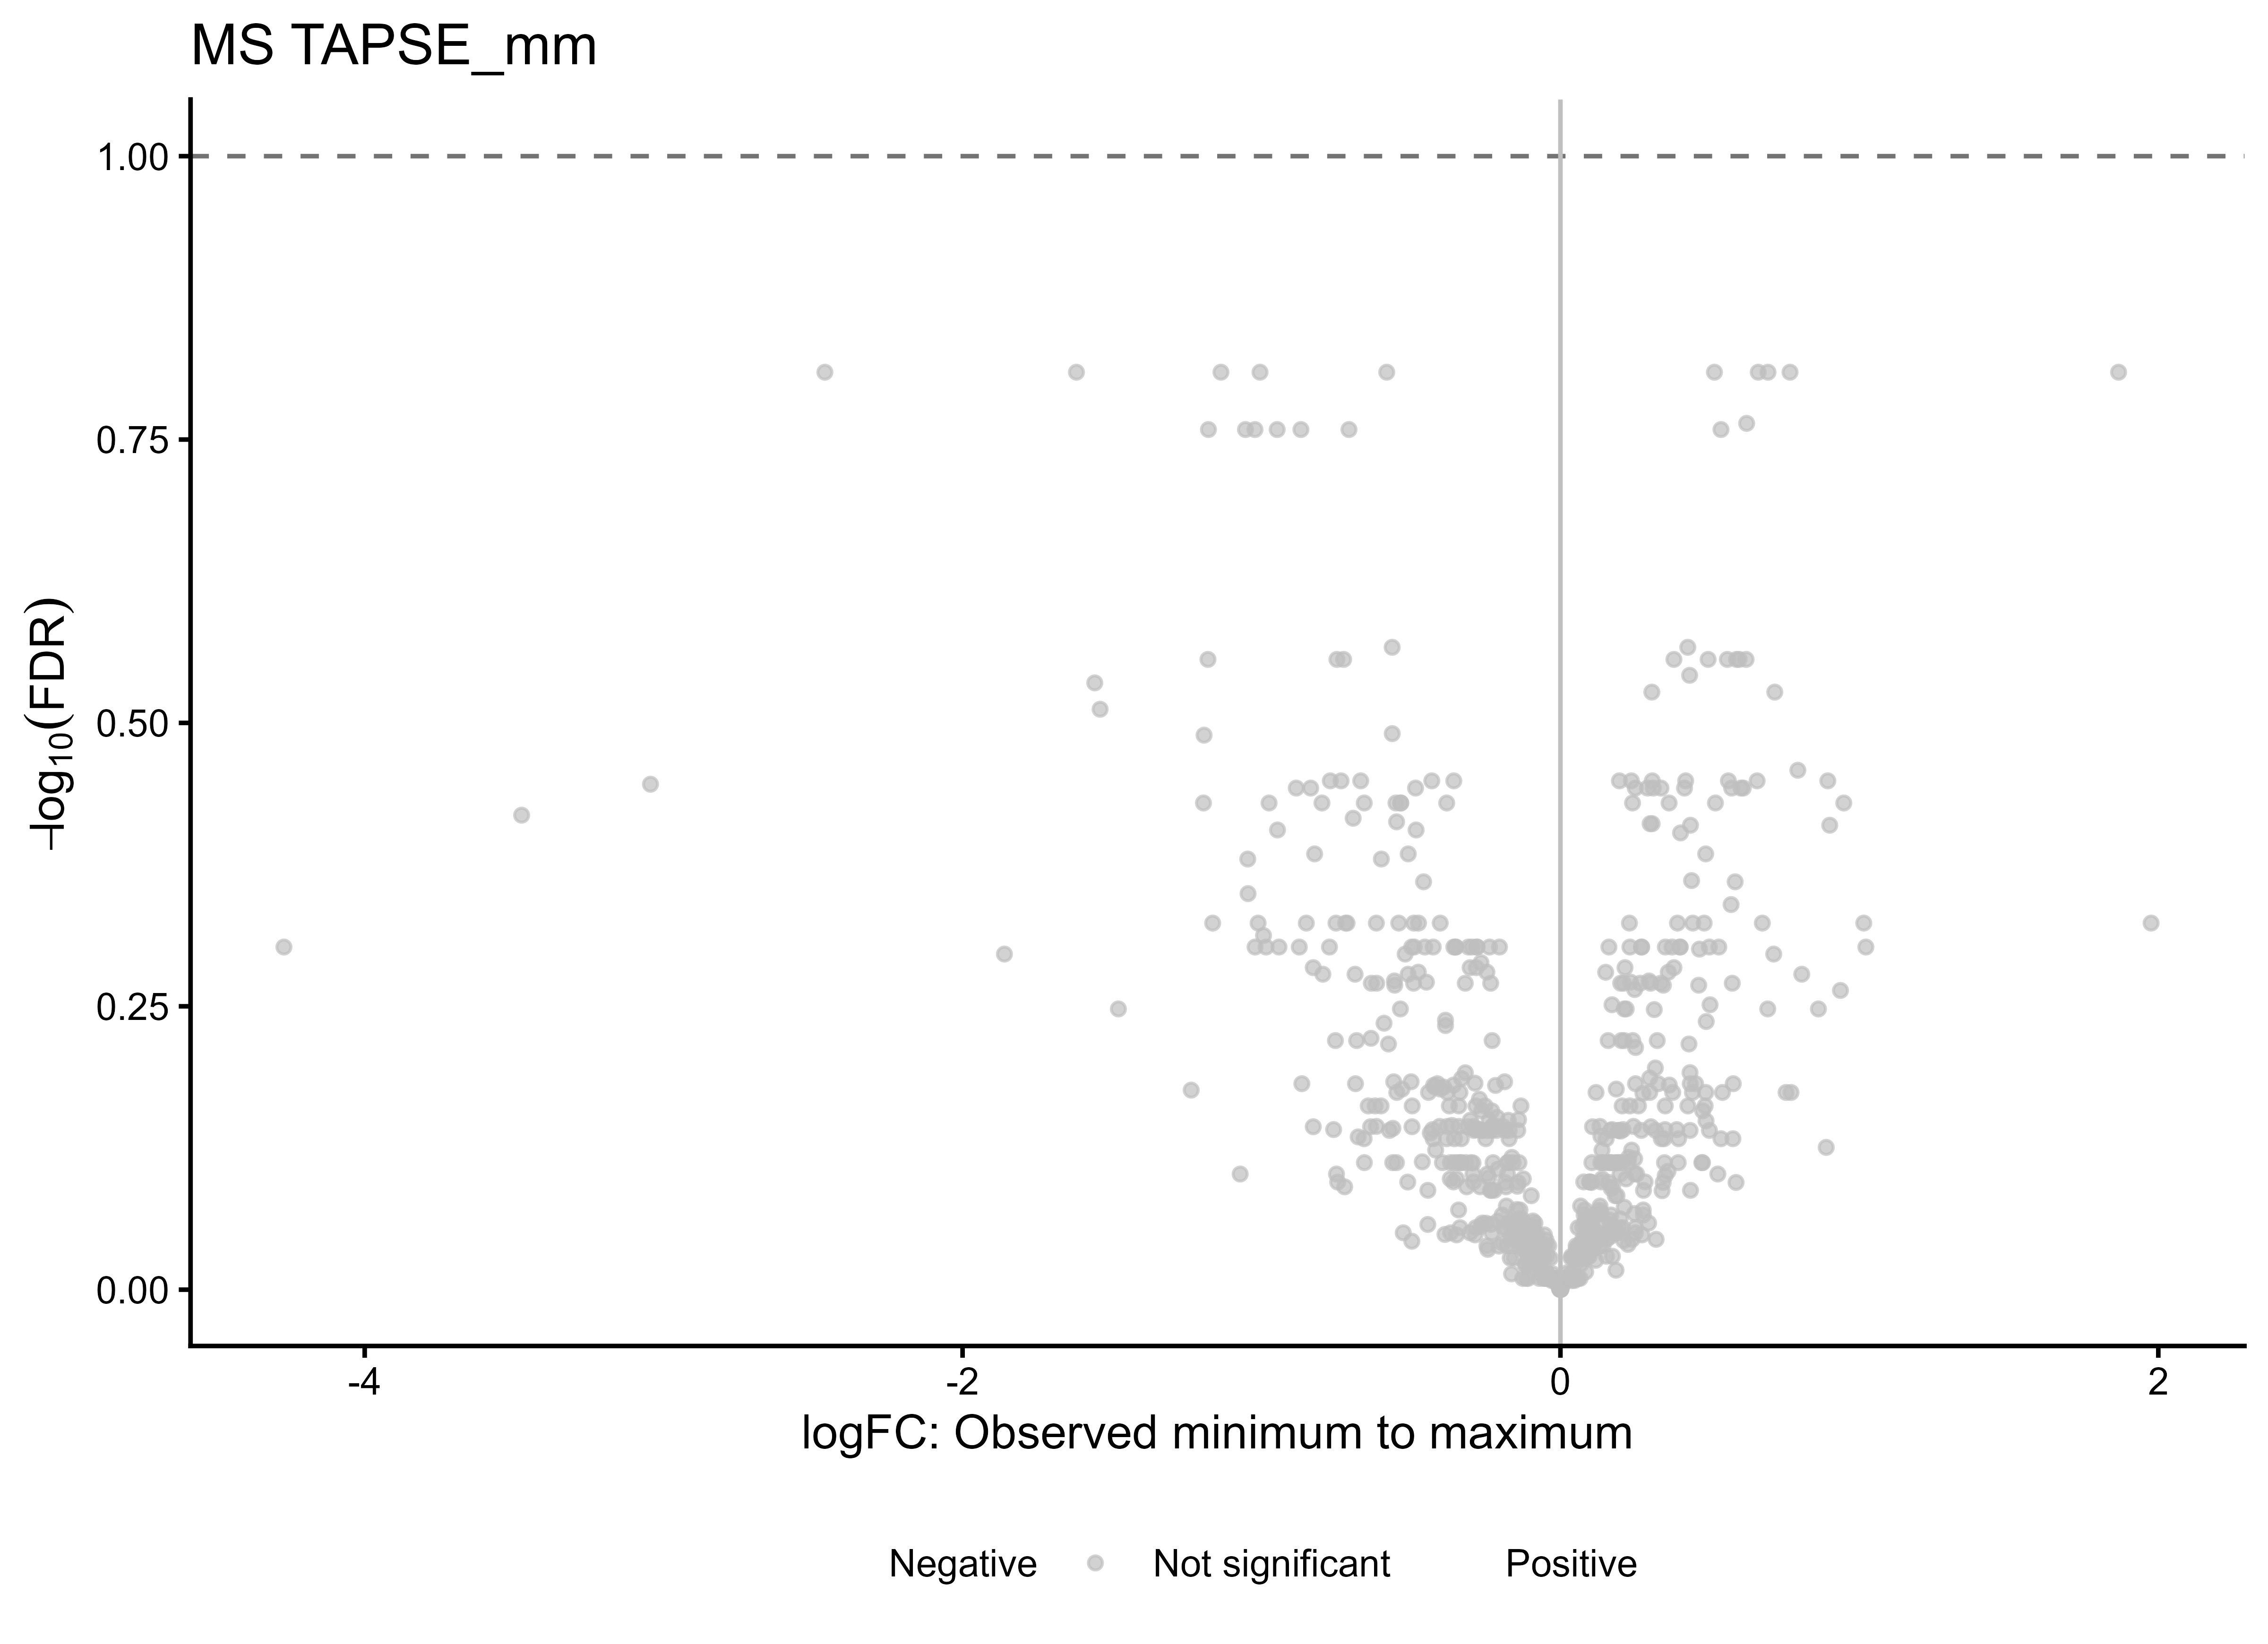 MS TAPSE_mm
1.00
0.75
0.50
0.25
0.00
−log10(FDR)
-4 -2 0 2
logFC: Observed minimum to maximum
Negative Not significant Positive